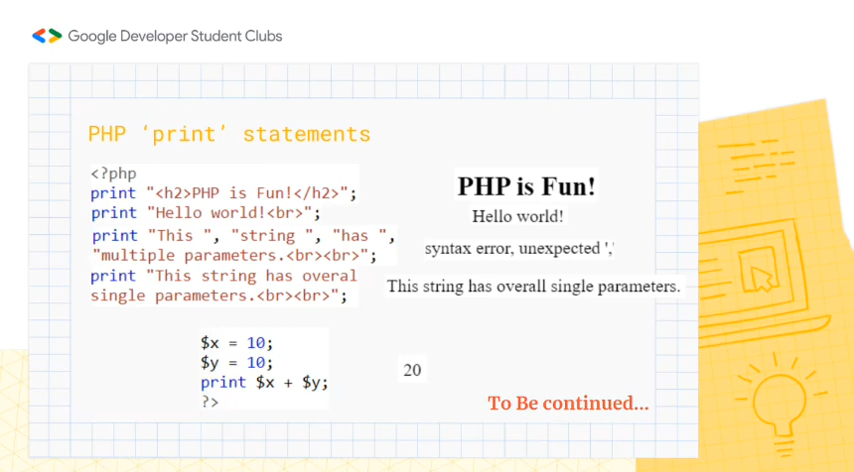 Google Developer Student Clubs
PHP ‘print’ statements
<?php
print "<h2>PHP is Fun!</h2>";
print "Hello world!<br>";
print "This ", "string ", "has ",
"multiple parameters.<br><br>";
print "This string has overal
single parameters.<br><br>";
PHP is Fun!
Hello world!
syntax error, unexpected ','
This string has overall single parameters.
$x = 10;
$y = 10;
print $x + $y;
?>
20
To Be continued...